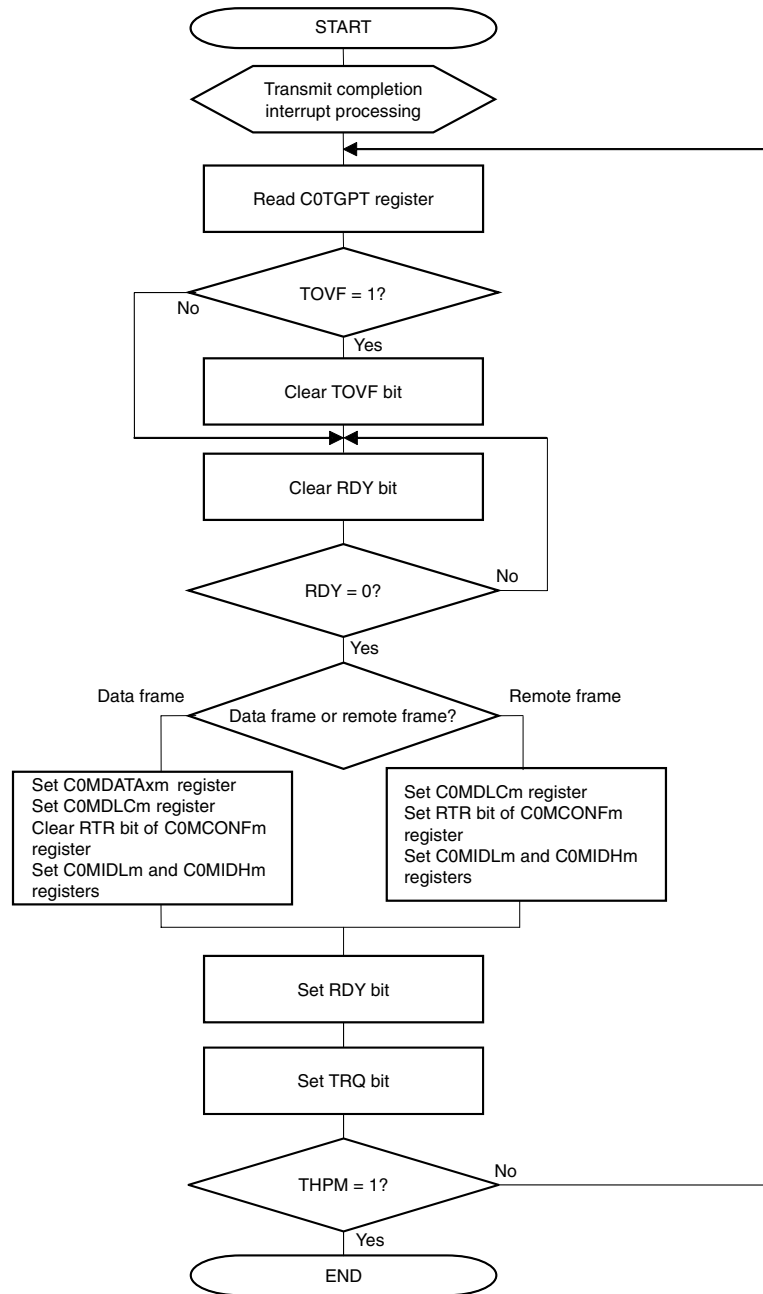 START
Transmit completion
interrupt processing
Read C0TGPT register
TOVF = 1?
No
Yes
Clear TOVF bit
Clear RDY bit
RDY = 0?
No
Yes
Data frame
Remote frame
Data frame or remote frame?
Set C0MDATAxm register
Set C0MDLCm register
Clear RTR bit of C0MCONFm
register
Set C0MIDLm and C0MIDHm
registers
Set C0MDLCm register
Set RTR bit of C0MCONFm
register
Set C0MIDLm and C0MIDHm
registers
Set RDY bit
Set TRQ bit
THPM = 1?
No
Yes
END